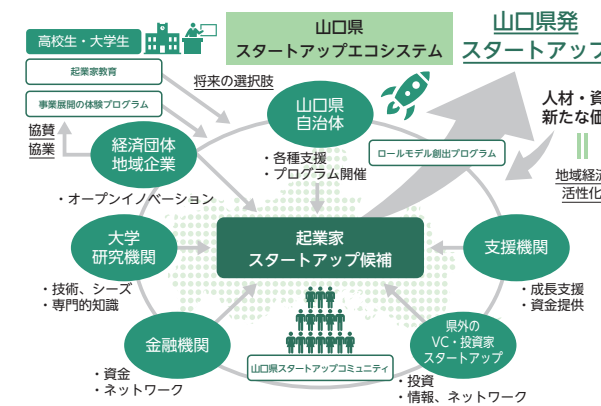 高校生・大学生
起業家教育
事業展開の体験プログラム
協賛
協業
山口県
スタートアップエコシステム
山口県発
スタートアップ
将来の選択肢
山口県
自治体
・各種支援
・プログラム開催
ロールモデル創出プログラム
人材・資
新たな価
地域経済
活性化
経済団体
地域企業
・オープンイノベーション
大学
研究機関
・技術、シーズ
・専門的知識
起業家
スタートアップ候補
支援機関
・成長支援
・資金提供
金融機関
・資金
・ネットワーク
山口県スタートアップコミュニティ
県外の
VC・投資家
スタートアップ
・投資
・情報、ネットワーク